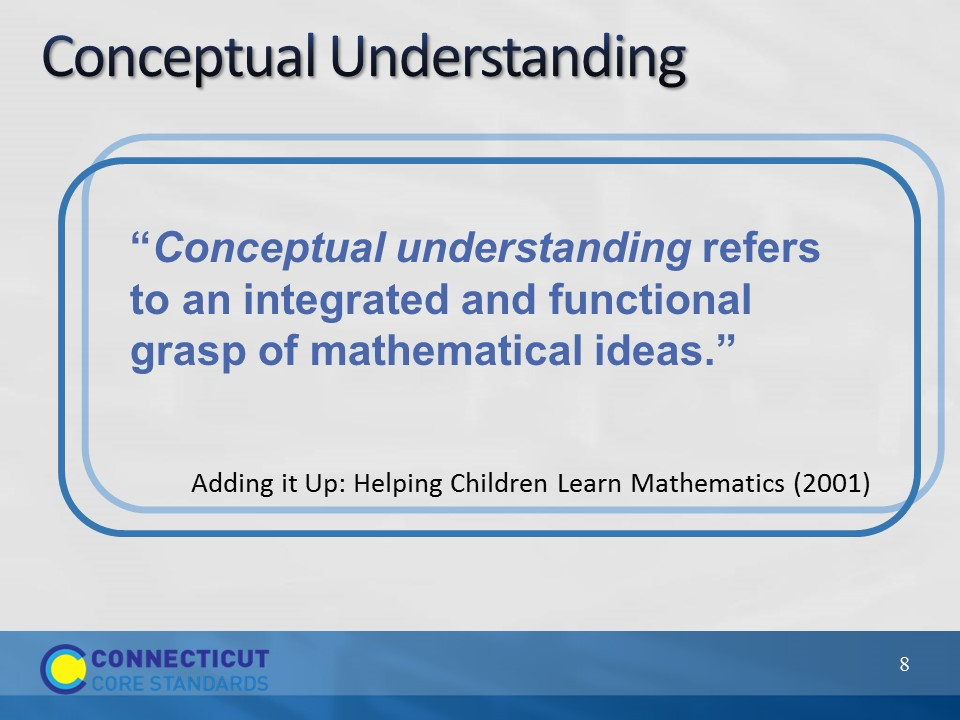 Conceptual Understanding
“Conceptual understanding refers
to an integrated and functional
grasp of mathematical ideas.”
Adding it Up: Helping Children Learn Mathematics (2001)
CONNECTICUT
CORE STANDARDS
8